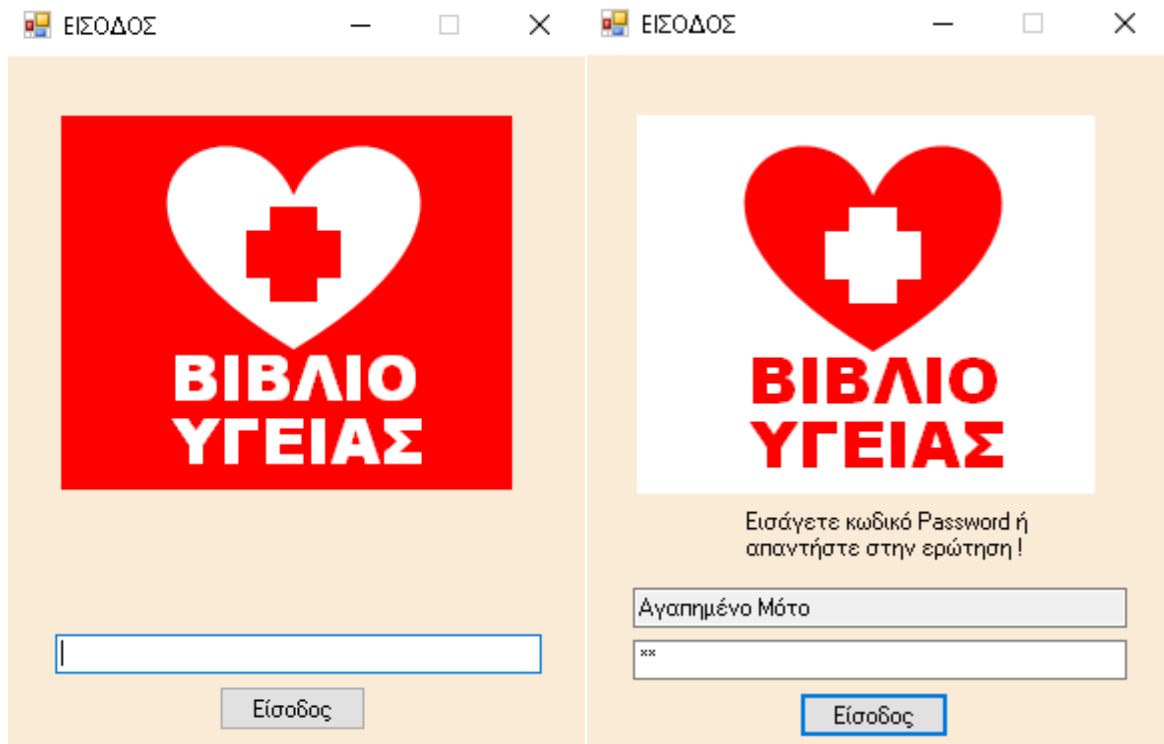 ΕΙΣΟΔΟΣ
ΒΙΒΛΙΟ
ΥΓΕΙΑΣ
Είσοδος
ΕΙΣΟΔΟΣ
ΒΙΒΛΙΟ
ΥΓΕΙΑΣ
Εισάγετε κωδικό Password ή
απαντήστε στην ερώτηση !
Αγαπημένο Μότο
**
Είσοδος